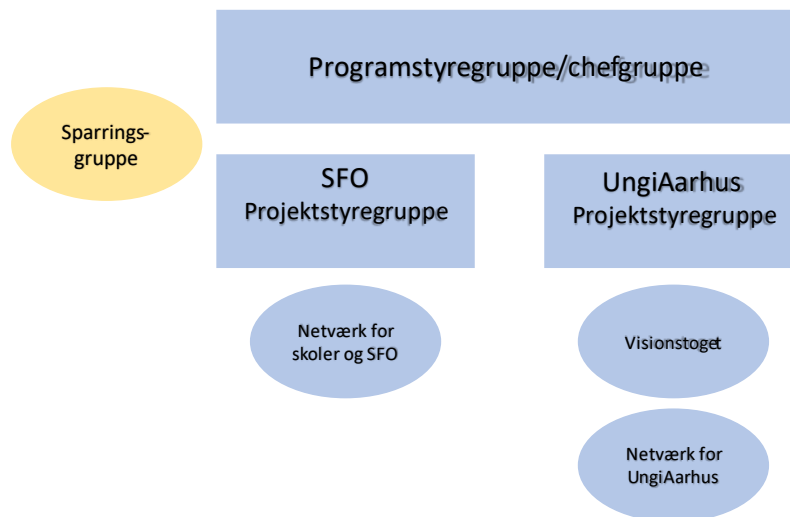 Programstyregruppe/chefgruppe
Sparrings-
gruppe
SFO
Projektstyregruppe
UngiAarhus
Projektstyregruppe
Netværk for
skoler og SFO
Visionstoget
Netværk for
UngiAarhus